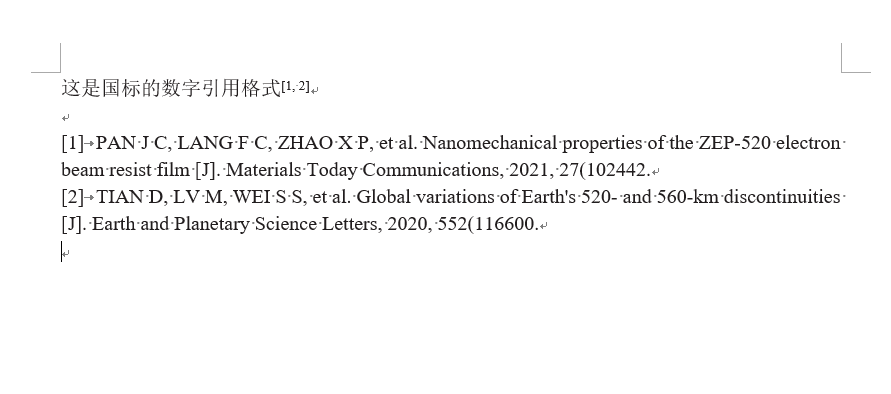 这是国标的数字引用格式[1, 2]
[1] PAN J C, LANG F C, ZHAO X P, et al. Nanomechanical properties of the ZEP-520 electron
beam resist film [J]. Materials Today Communications, 2021, 27(102442.
[2] TIAN D, LV M, WEI S S, et al. Global variations of Earth's 520- and 560-km discontinuities
[J]. Earth and Planetary Science Letters, 2020, 552(116600.